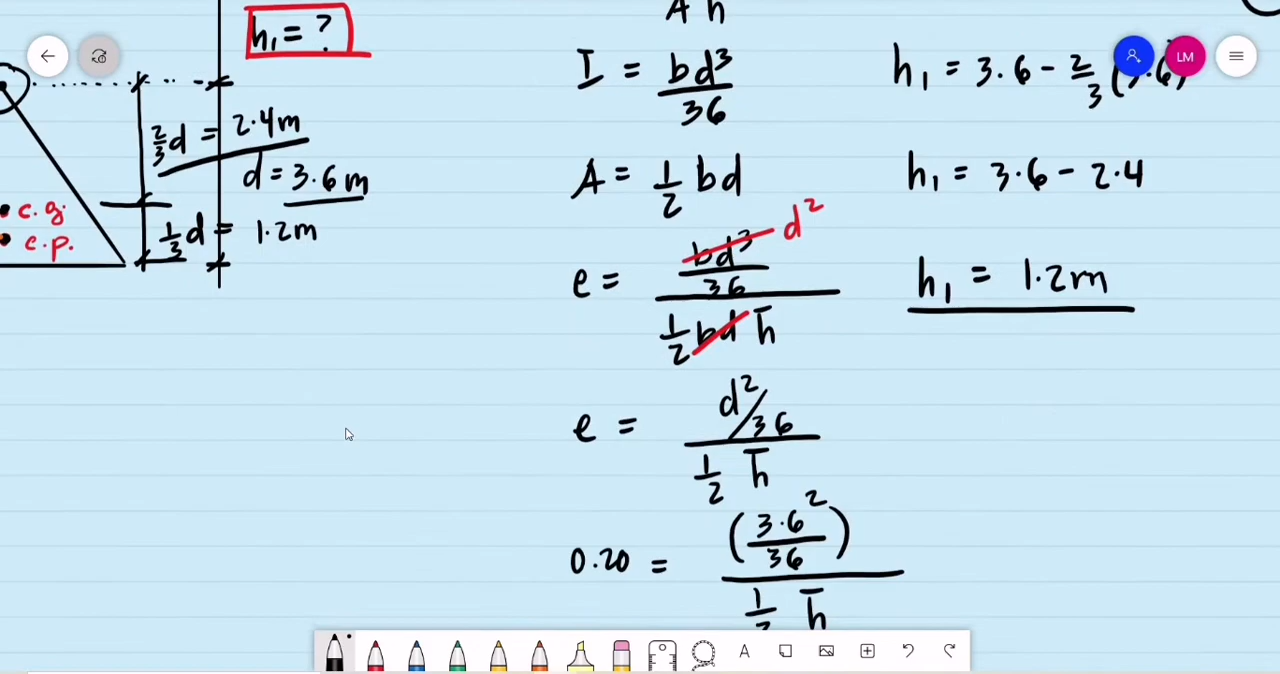 h₁ = ?
2/3 d = 2.4m
d = 3.6m
• c.g.
• c.p.
1/3 d = 1.2m
A h
I = bd³/36
A = 1/2 bd
e = (bd³/36)/(1/2 bd h̄) d²
e = (d²/36)/(1/2 h̄)
0.20 = (3.6²/36)/(1/2 h̄)
h₁ = 3.6 - 2/3 (3.6)
h₁ = 3.6 - 2.4
h₁ = 1.2m
LM
A